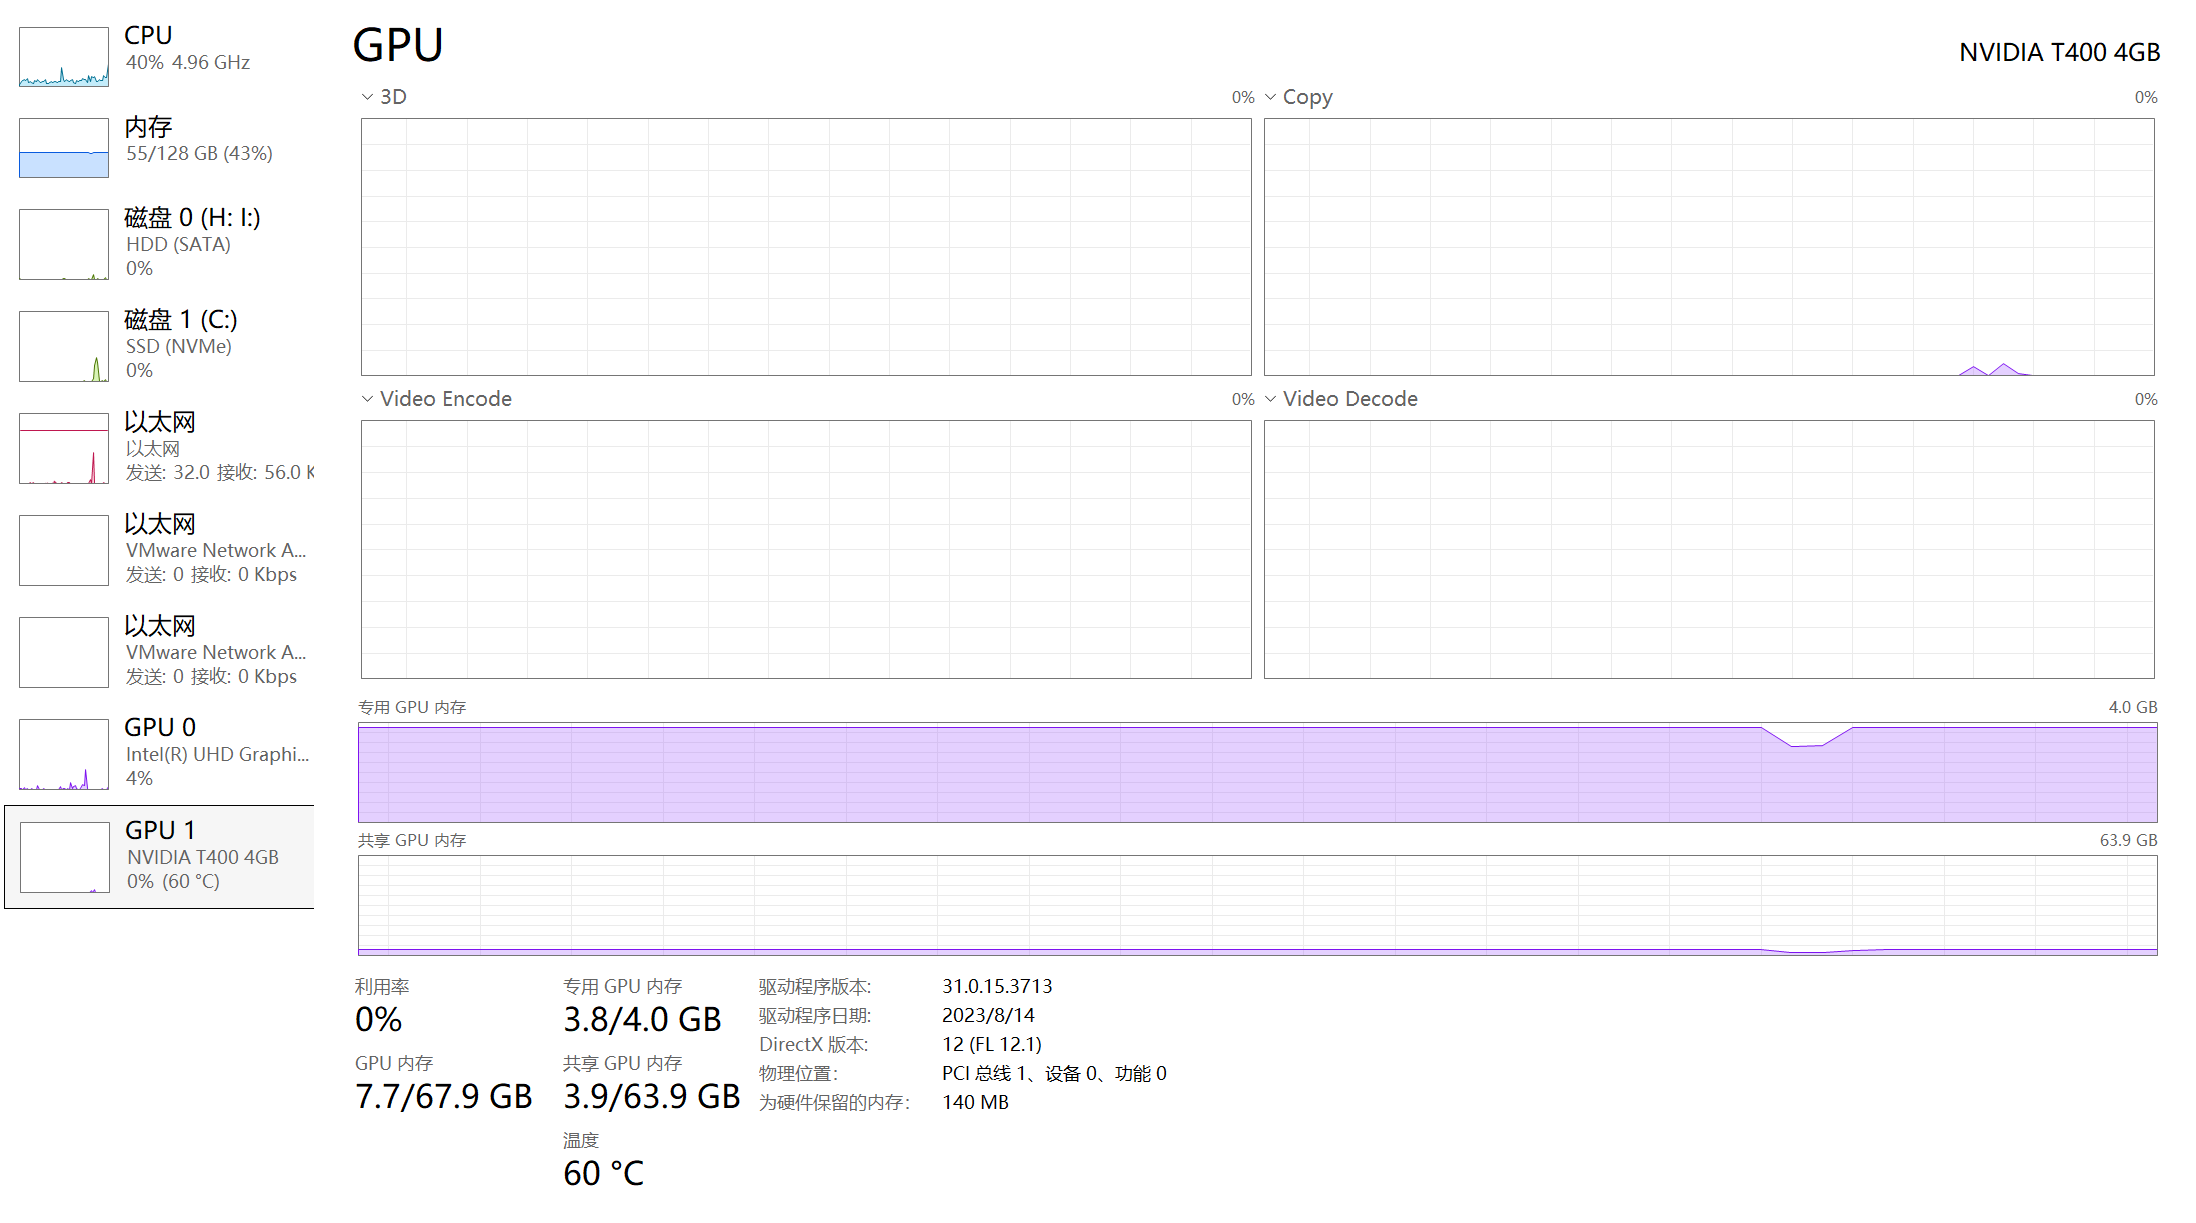 CPU
40% 4.96 GHz
内存
55/128 GB (43%)
磁盘 0 (H: I:)
HDD (SATA)
0%
磁盘 1 (C:)
SSD (NVMe)
0%
以太网
以太网
发送: 32.0 接收: 56.0 K
以太网
VMware Network A...
发送: 0 接收: 0 Kbps
以太网
VMware Network A...
发送: 0 接收: 0 Kbps
GPU 0
Intel(R) UHD Graphi...
4%
GPU 1
NVIDIA T400 4GB
0% (60 °C)
GPU
NVIDIA T400 4GB
3D 0%
Copy 0%
Video Encode 0%
Video Decode 0%
专用 GPU 内存 4.0 GB
共享 GPU 内存 63.9 GB
利用率
0%
专用 GPU 内存
3.8/4.0 GB
GPU 内存
7.7/67.9 GB
共享 GPU 内存
3.9/63.9 GB
温度
60 °C
驱动程序版本: 31.0.15.3713
驱动程序日期: 2023/8/14
DirectX 版本: 12 (FL 12.1)
物理位置: PCI 总线 1、设备 0、功能 0
为硬件保留的内存: 140 MB